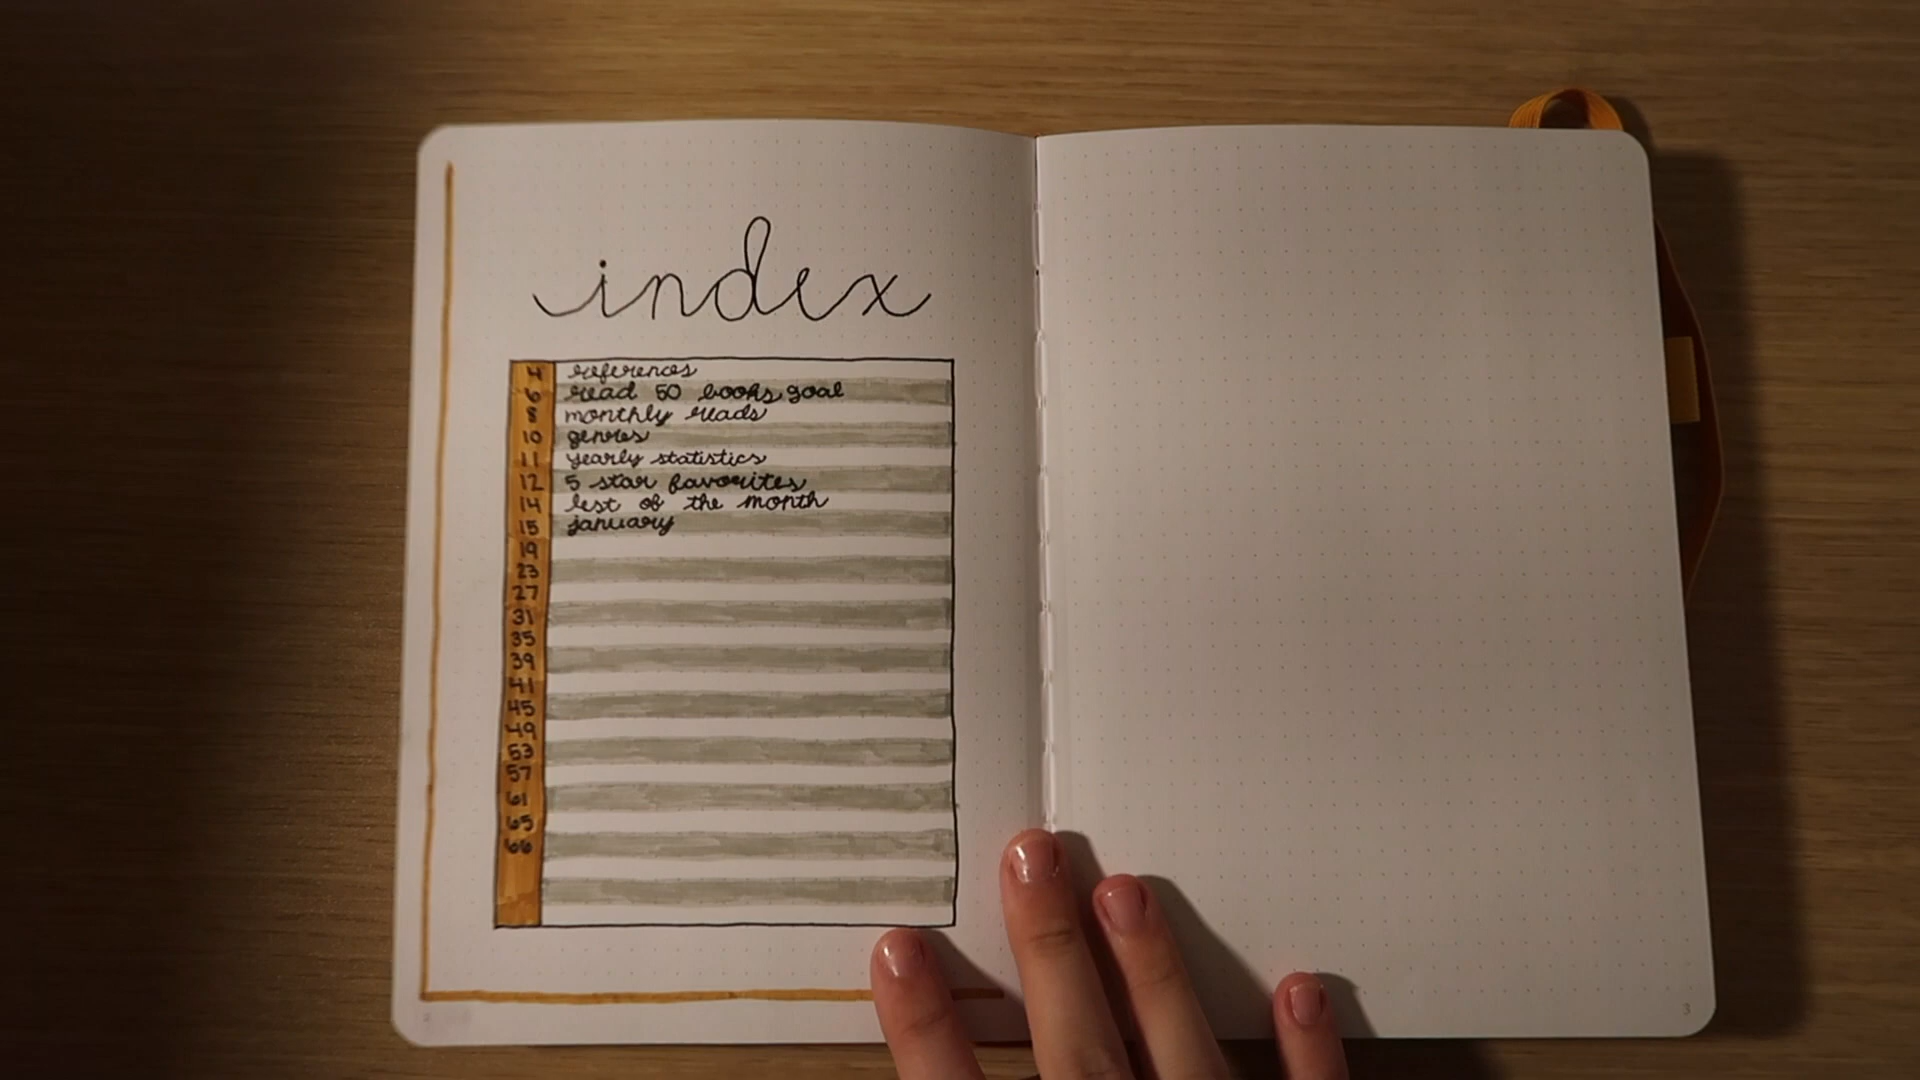 index
4 references
6 read 50 books goal
8 monthly reads
10 genres
11 yearly statistics
12 5 star favorites
14 best of the month
15 january
19
23
27
31
35
39
41
45
49
53
57
61
65
66
3